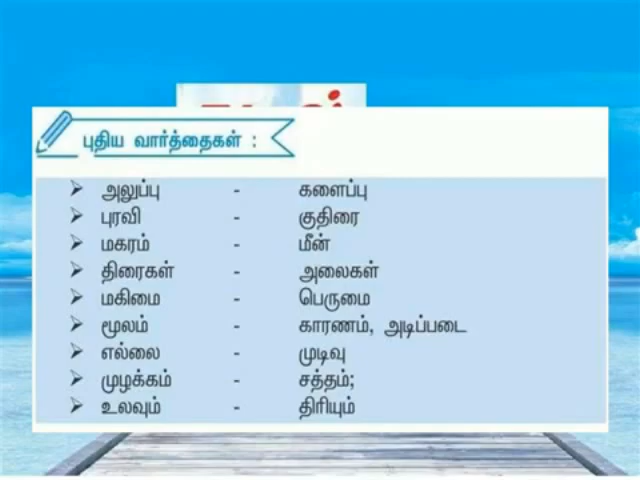 புதிய வார்த்தைகள் :
➤ அலுப்பு - களைப்பு
➤ புரவி - குதிரை
➤ மகரம் - மீன்
➤ திரைகள் - அலைகள்
➤ மகிமை - பெருமை
➤ மூலம் - காரணம், அடிப்படை
➤ எல்லை - முடிவு
➤ முழக்கம் - சத்தம்;
➤ உலவும் - திரியும்